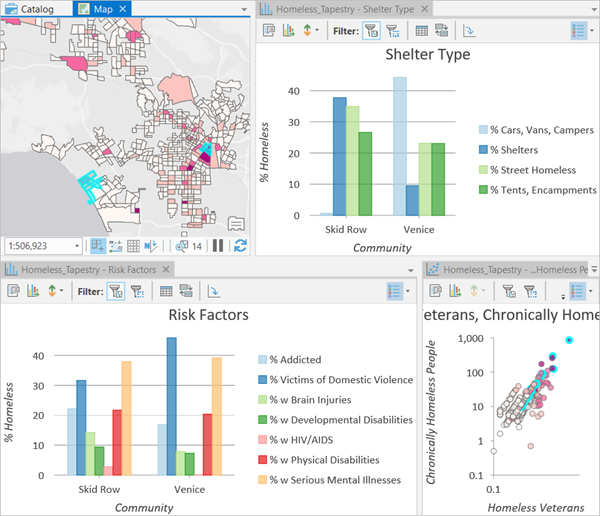 Catalog
Map
1:506,923
14
Homeless_Tapestry - Shelter Type
Filter:
Shelter Type
% Homeless
40
30
20
10
0
Skid Row
Venice
Community
% Cars, Vans, Campers
% Shelters
% Street Homeless
% Tents, Encampments
Homeless_Tapestry - Risk Factors
Filter:
Risk Factors
% Homeless
40
30
20
10
0
Skid Row
Venice
Community
% Addicted
% Victims of Domestic Violence
% w Brain Injuries
% w Developmental Disabilities
% w HIV/AIDS
% w Physical Disabilities
% w Serious Mental Illnesses
Homeless_Tapestry - ...Homeless Pe
Filter:
eterans, Chronically Home
Chronically Homeless People
1,000
100
10
1
0.1
0.1
Homeless Veterans